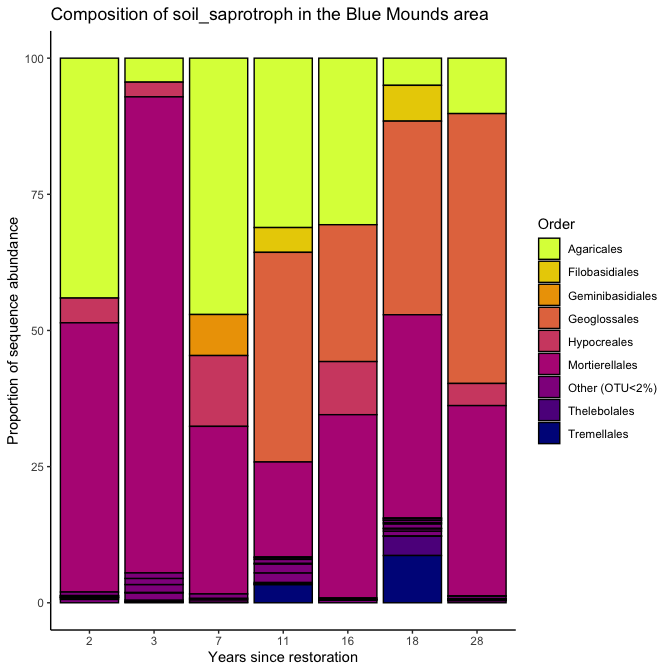 Composition of soil_saprotroph in the Blue Mounds area
Proportion of sequence abundance
100
75
50
25
0
2 3 7 11 16 18 28
Years since restoration
Order
Agaricales
Filobasidiales
Geminibasidiales
Geoglossales
Hypocreales
Mortierellales
Other (OTU<2%)
Thelebolales
Tremellales